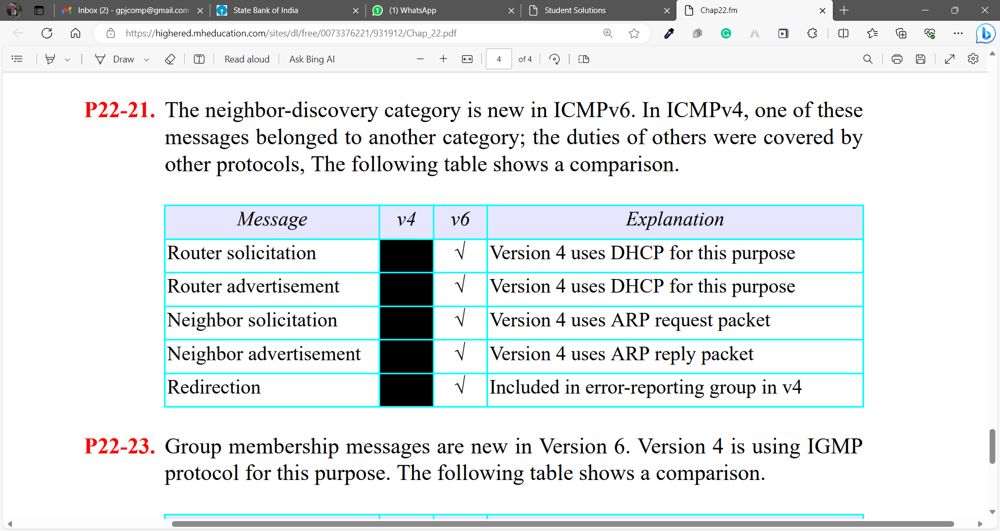 Inbox (2) - gpjcomp@gmail.com
State Bank of India
(1) WhatsApp
Student Solutions
Chap22.fm
https://highered.mheducation.com/sites/dl/free/0073376221/931912/Chap_22.pdf
Draw
Read aloud
Ask Bing AI
4 of 4
P22-21. The neighbor-discovery category is new in ICMPv6. In ICMPv4, one of these
messages belonged to another category; the duties of others were covered by
other protocols, The following table shows a comparison.
Message v4 v6 Explanation
Router solicitation √ Version 4 uses DHCP for this purpose
Router advertisement √ Version 4 uses DHCP for this purpose
Neighbor solicitation √ Version 4 uses ARP request packet
Neighbor advertisement √ Version 4 uses ARP reply packet
Redirection √ Included in error-reporting group in v4
P22-23. Group membership messages are new in Version 6. Version 4 is using IGMP
protocol for this purpose. The following table shows a comparison.